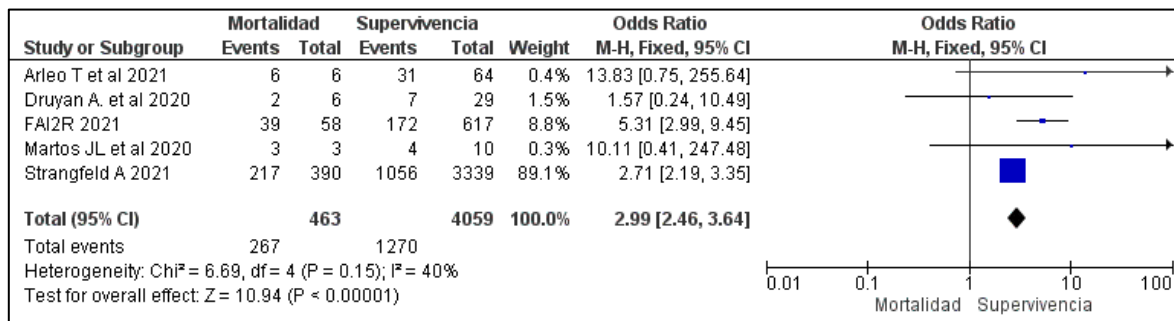 Mortalidad Supervivencia Odds Ratio Odds Ratio
Study or Subgroup Events Total Events Total Weight M-H, Fixed, 95% CI M-H, Fixed, 95% CI
Arleo T et al 2021 6 6 31 64 0.4% 13.83 [0.75, 255.64]
Druyan A. et al 2020 2 6 7 29 1.5% 1.57 [0.24, 10.49]
FAI2R 2021 39 58 172 617 8.8% 5.31 [2.99, 9.45]
Martos JL et al 2020 3 3 4 10 0.3% 10.11 [0.41, 247.48]
Strangfeld A 2021 217 390 1056 3339 89.1% 2.71 [2.19, 3.35]
Total (95% CI) 463 4059 100.0% 2.99 [2.46, 3.64]
Total events 267 1270
Heterogeneity: Chi² = 6.69, df = 4 (P = 0.15); I² = 40%
Test for overall effect: Z = 10.94 (P < 0.00001)
0.01 0.1 1 10 100
Mortalidad Supervivencia